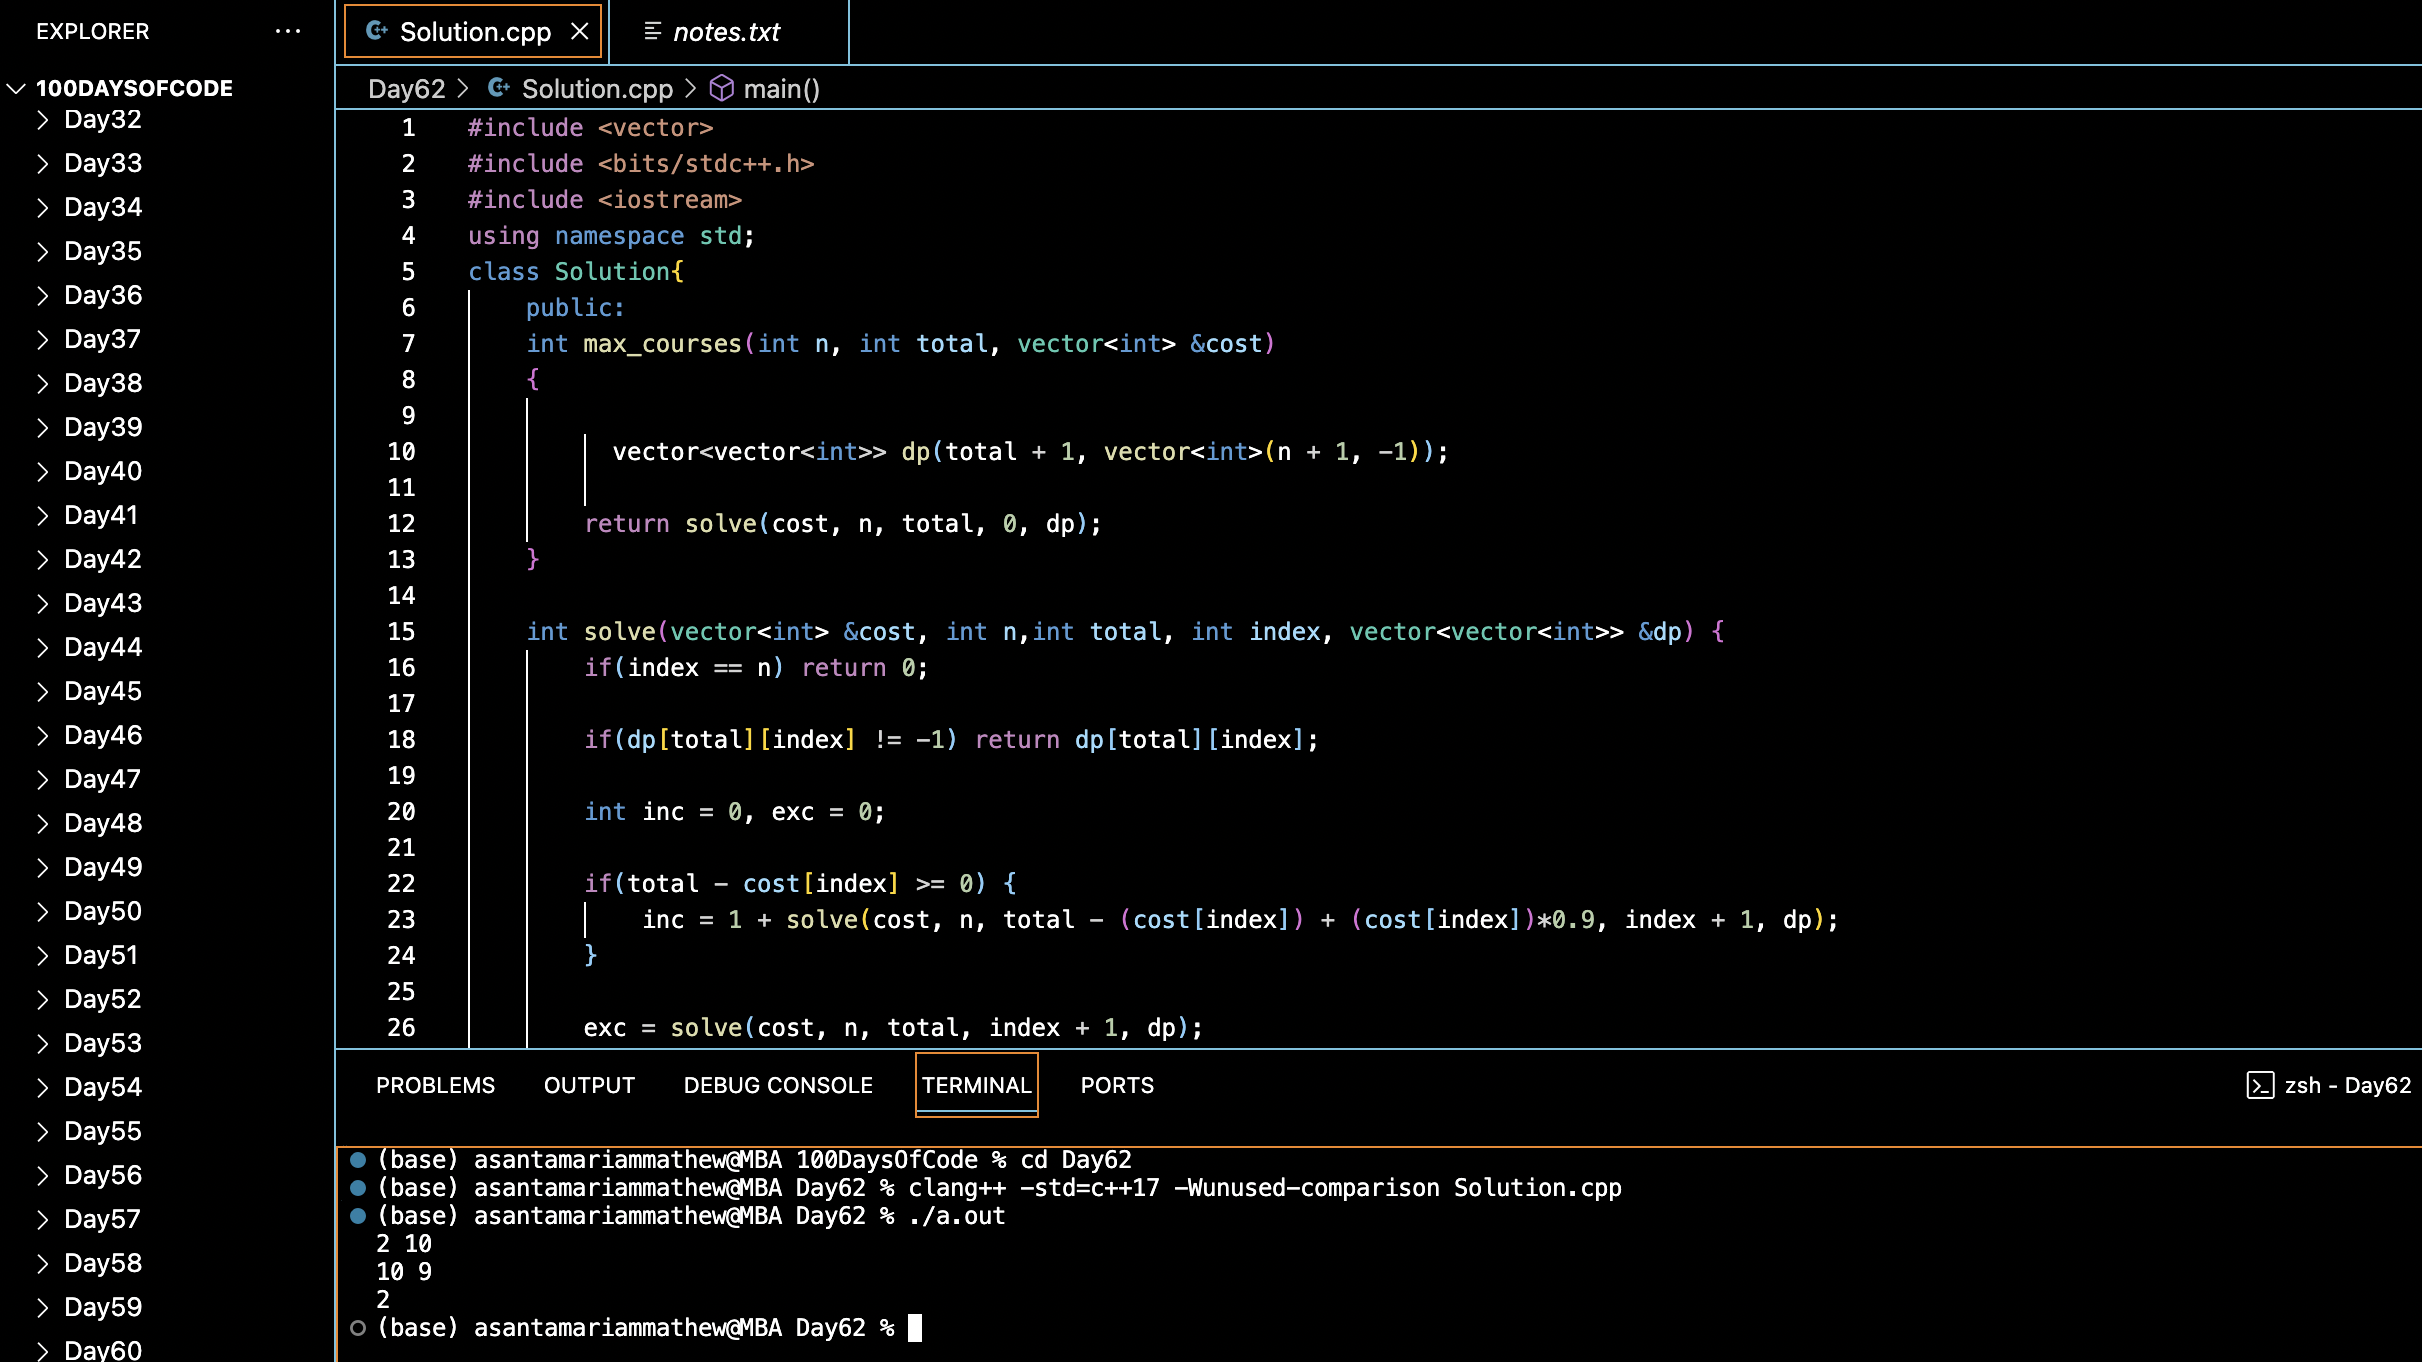 EXPLORER
100DAYSOFCODE
Day32
Day33
Day34
Day35
Day36
Day37
Day38
Day39
Day40
Day41
Day42
Day43
Day44
Day45
Day46
Day47
Day48
Day49
Day50
Day51
Day52
Day53
Day54
Day55
Day56
Day57
Day58
Day59
Day60
Solution.cpp
notes.txt
Day62 > Solution.cpp > main()
1 #include <vector>
2 #include <bits/stdc++.h>
3 #include <iostream>
4 using namespace std;
5 class Solution{
6 public:
7 int max_courses(int n, int total, vector<int> &cost)
8 {
9
10 vector<vector<int>> dp(total + 1, vector<int>(n + 1, -1));
11
12 return solve(cost, n, total, 0, dp);
13 }
14
15 int solve(vector<int> &cost, int n,int total, int index, vector<vector<int>> &dp) {
16 if(index == n) return 0;
17
18 if(dp[total][index] != -1) return dp[total][index];
19
20 int inc = 0, exc = 0;
21
22 if(total - cost[index] >= 0) {
23 inc = 1 + solve(cost, n, total - (cost[index]) + (cost[index])*0.9, index + 1, dp);
24 }
25
26 exc = solve(cost, n, total, index + 1, dp);
PROBLEMS OUTPUT DEBUG CONSOLE TERMINAL PORTS
zsh - Day62
(base) asantamariammathew@MBA 100DaysOfCode % cd Day62
(base) asantamariammathew@MBA Day62 % clang++ -std=c++17 -Wunused-comparison Solution.cpp
(base) asantamariammathew@MBA Day62 % ./a.out
2 10
10 9
2
(base) asantamariammathew@MBA Day62 %